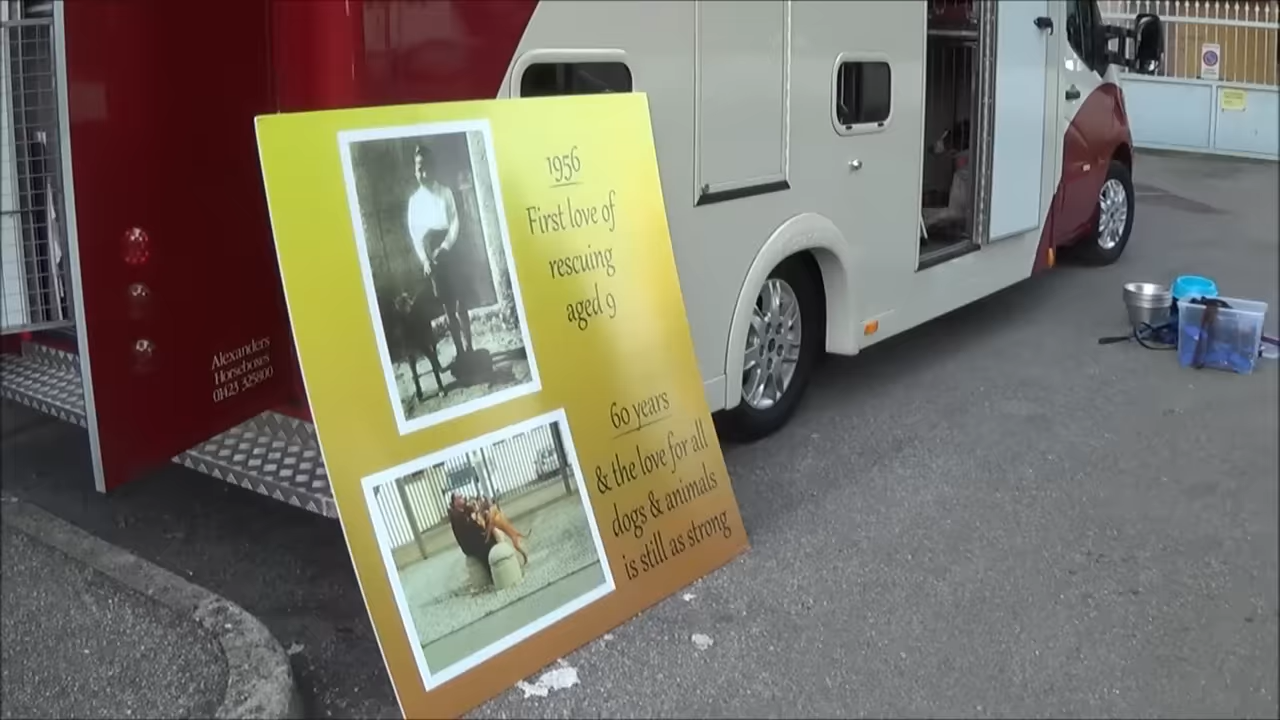 1956
First love of
rescuing
aged 9
60 years
& the love for all
dogs & animals
is still as strong
Alexanders
Horseboxes
01423 325800